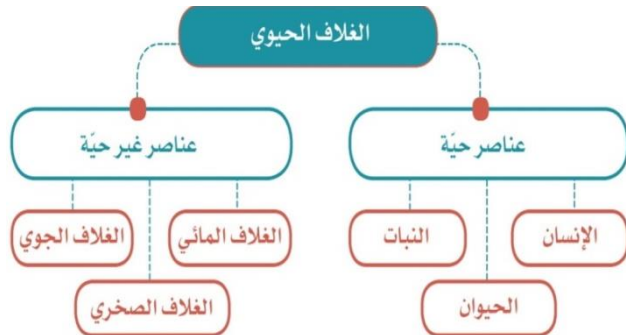 الغلاف الحيوي
عناصر حيّة
عناصر غير حيّة
الإنسان
النبات
الغلاف المائي
الغلاف الجوي
الحيوان
الغلاف الصخري